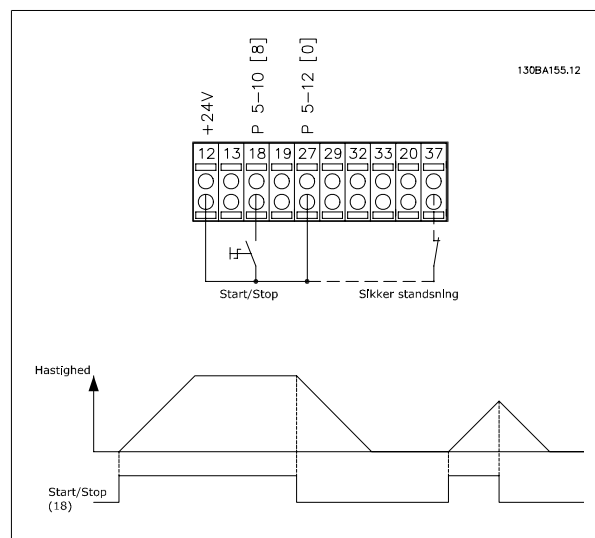 130BA155.12
+24V
P 5-10 [8]
P 5-12 [0]
12 13 18 19 27 29 32 33 20 37
Start/Stop
Sikker standsning
Hastighed
Start/Stop
(18)